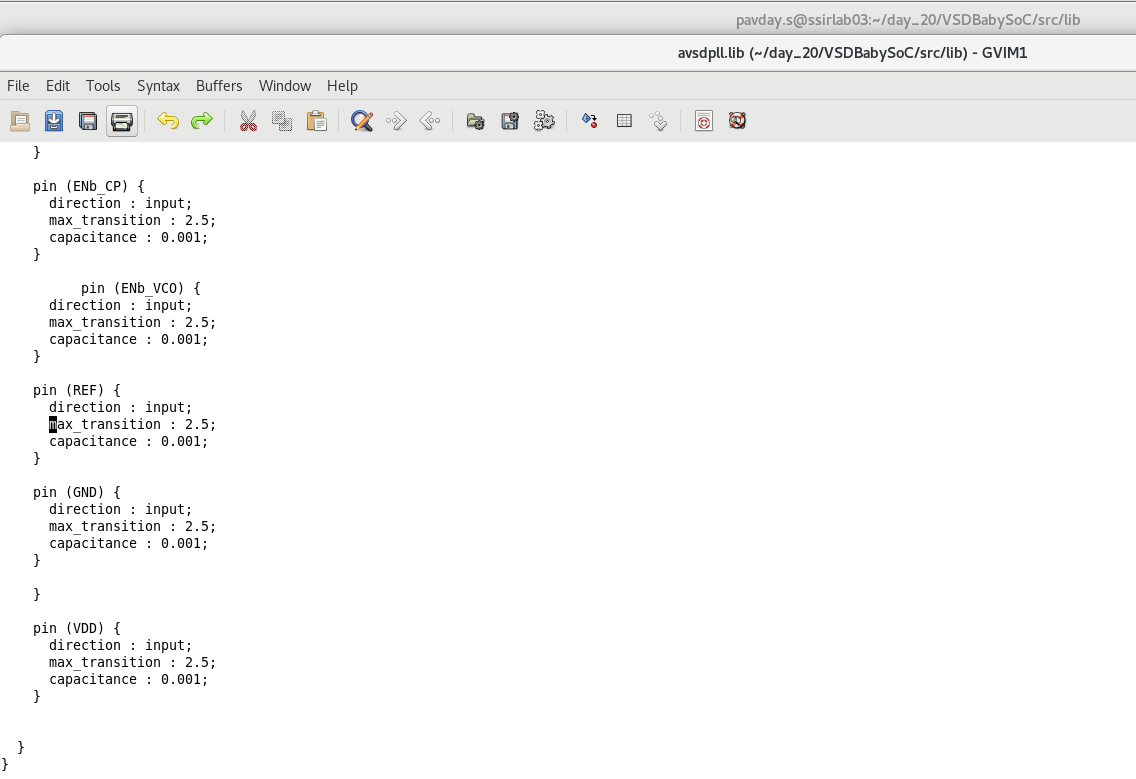 pavday.s@ssirlab03:~/day_20/VSDBabySoC/src/lib
avsdpll.lib (~/day_20/VSDBabySoC/src/lib) - GVIM1
File Edit Tools Syntax Buffers Window Help
}
pin (ENb_CP) {
direction : input;
max_transition : 2.5;
capacitance : 0.001;
}
pin (ENb_VCO) {
direction : input;
max_transition : 2.5;
capacitance : 0.001;
}
pin (REF) {
direction : input;
max_transition : 2.5;
capacitance : 0.001;
}
pin (GND) {
direction : input;
max_transition : 2.5;
capacitance : 0.001;
}
}
pin (VDD) {
direction : input;
max_transition : 2.5;
capacitance : 0.001;
}
}
}